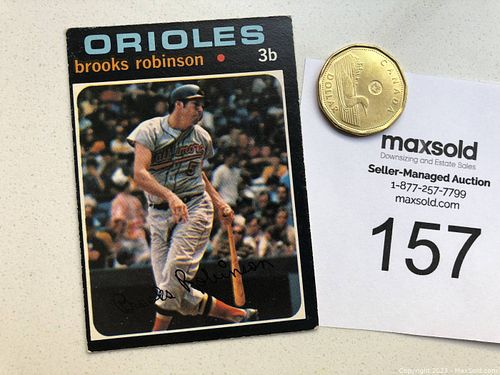 ORIOLES
brooks robinson • 3b
Baltimore
5
Brooks Robinson
CANADA
DOLLAR
maxsold
Downsizing and Estate Sales
Seller-Managed Auction
1-877-257-7799
maxsold.com
157
Copyright 2023 - MaxSold.com